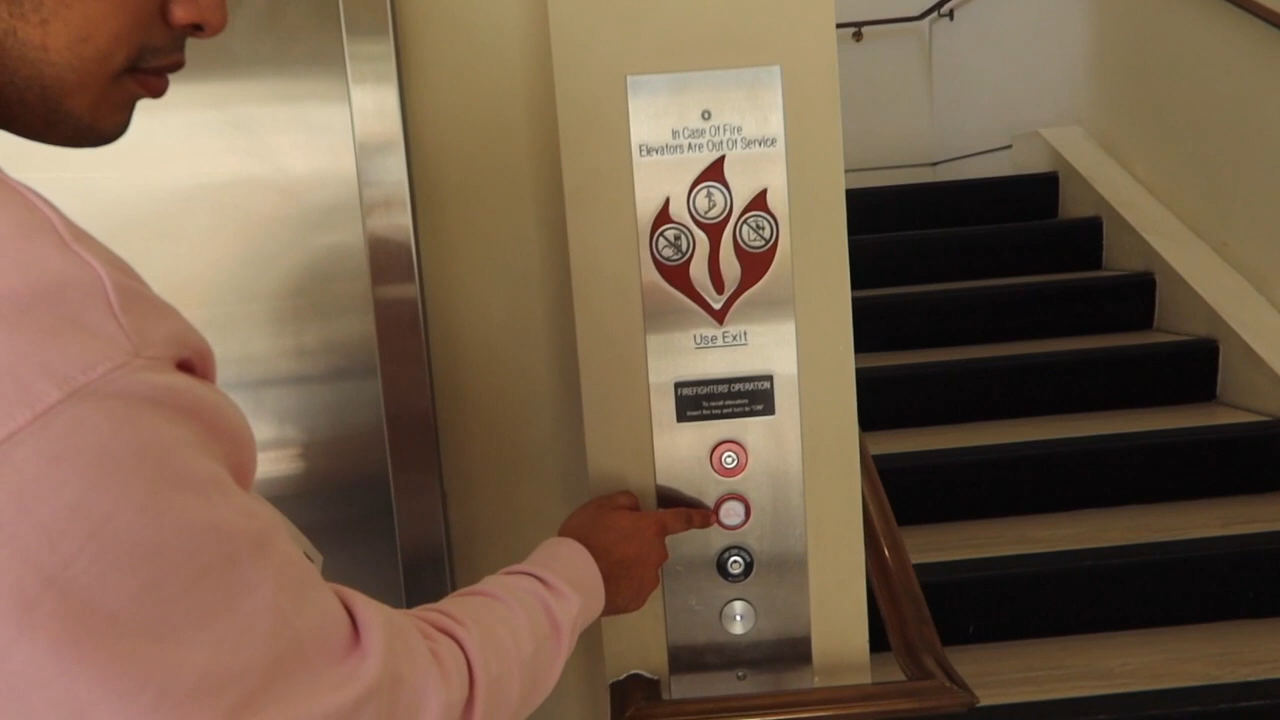 In Case Of Fire
Elevators Are Out Of Service
Use Exit
FIREFIGHTERS' OPERATION
To recall elevators
Insert the key and turn to "ON"